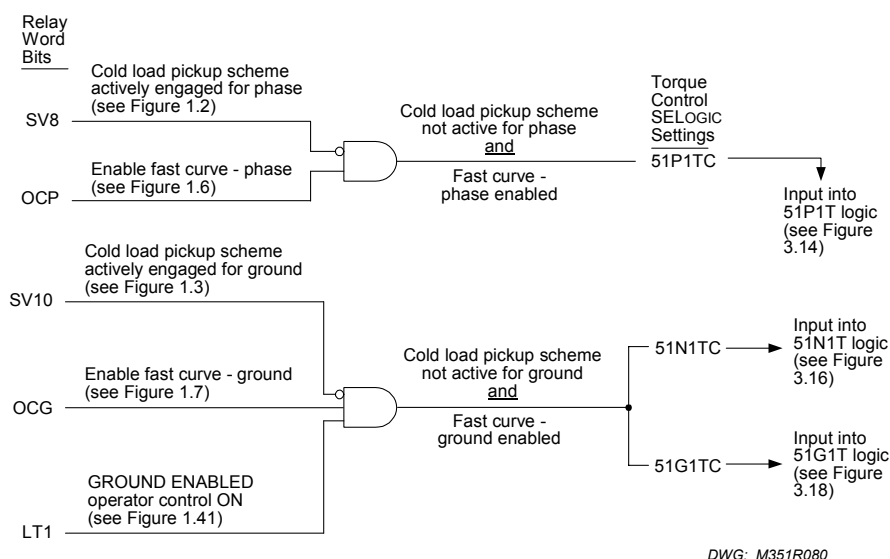 Relay
Word
Bits
Cold load pickup scheme
actively engaged for phase
(see Figure 1.2)
SV8
Enable fast curve - phase
(see Figure 1.6)
OCP
Cold load pickup scheme
not active for phase
and
Fast curve -
phase enabled
Torque
Control
SELOGIC
Settings
51P1TC
Input into
51P1T logic
(see Figure
3.14)
Cold load pickup scheme
actively engaged for ground
(see Figure 1.3)
SV10
Enable fast curve - ground
(see Figure 1.7)
OCG
GROUND ENABLED
operator control ON
(see Figure 1.41)
LT1
Cold load pickup scheme
not active for ground
and
Fast curve -
ground enabled
51N1TC
Input into
51N1T logic
(see Figure
3.16)
51G1TC
Input into
51G1T logic
(see Figure
3.18)
DWG: M351R080